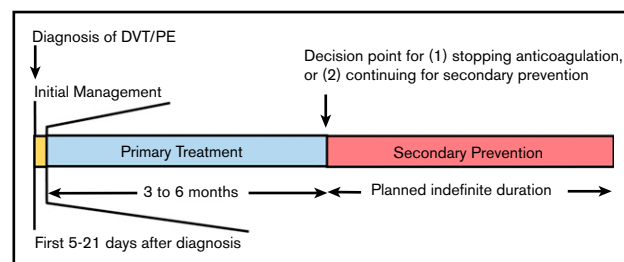 Diagnosis of DVT/PE
Decision point for (1) stopping anticoagulation,
or (2) continuing for secondary prevention
Initial Management
Primary Treatment
Secondary Prevention
3 to 6 months
Planned indefinite duration
First 5-21 days after diagnosis